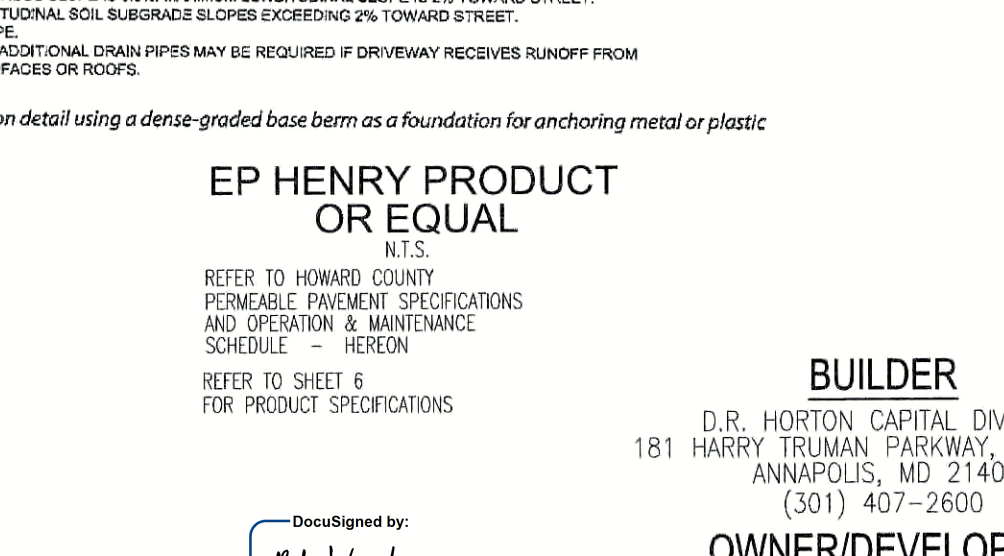 TUDINAL SOIL SUBGRADE SLOPES EXCEEDING 2% TOWARD STREET.
PE.
ADDITIONAL DRAIN PIPES MAY BE REQUIRED IF DRIVEWAY RECEIVES RUNOFF FROM
FACES OR ROOFS.
on detail using a dense-graded base berm as a foundation for anchoring metal or plastic
EP HENRY PRODUCT
OR EQUAL
N.T.S.
REFER TO HOWARD COUNTY
PERMEABLE PAVEMENT SPECIFICATIONS
AND OPERATION & MAINTENANCE
SCHEDULE – HEREON
REFER TO SHEET 6
FOR PRODUCT SPECIFICATIONS
BUILDER
D.R. HORTON CAPITAL DIV
181 HARRY TRUMAN PARKWAY,
ANNAPOLIS, MD 2140
(301) 407-2600
DocuSigned by:
OWNER/DEVELOP